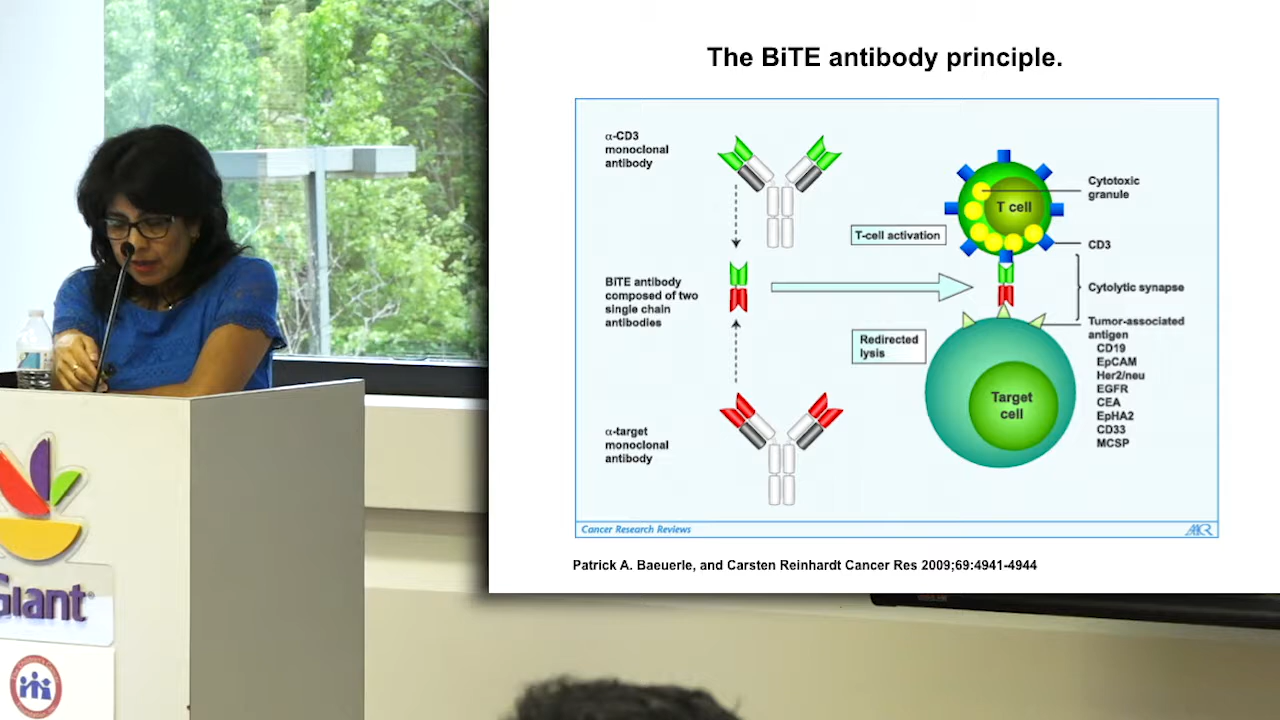 The BiTE antibody principle.
α-CD3
monoclonal
antibody
T-cell activation
T cell
Cytotoxic
granule
CD3
BiTE antibody
composed of two
single chain
antibodies
Cytolytic synapse
Redirected
lysis
Tumor-associated
antigen
CD19
EpCAM
Her2/neu
EGFR
CEA
EpHA2
CD33
MCSP
Target
cell
α-target
monoclonal
antibody
Cancer Research Reviews
AACR
Patrick A. Baeuerle, and Carsten Reinhardt Cancer Res 2009;69:4941-4944
Giant